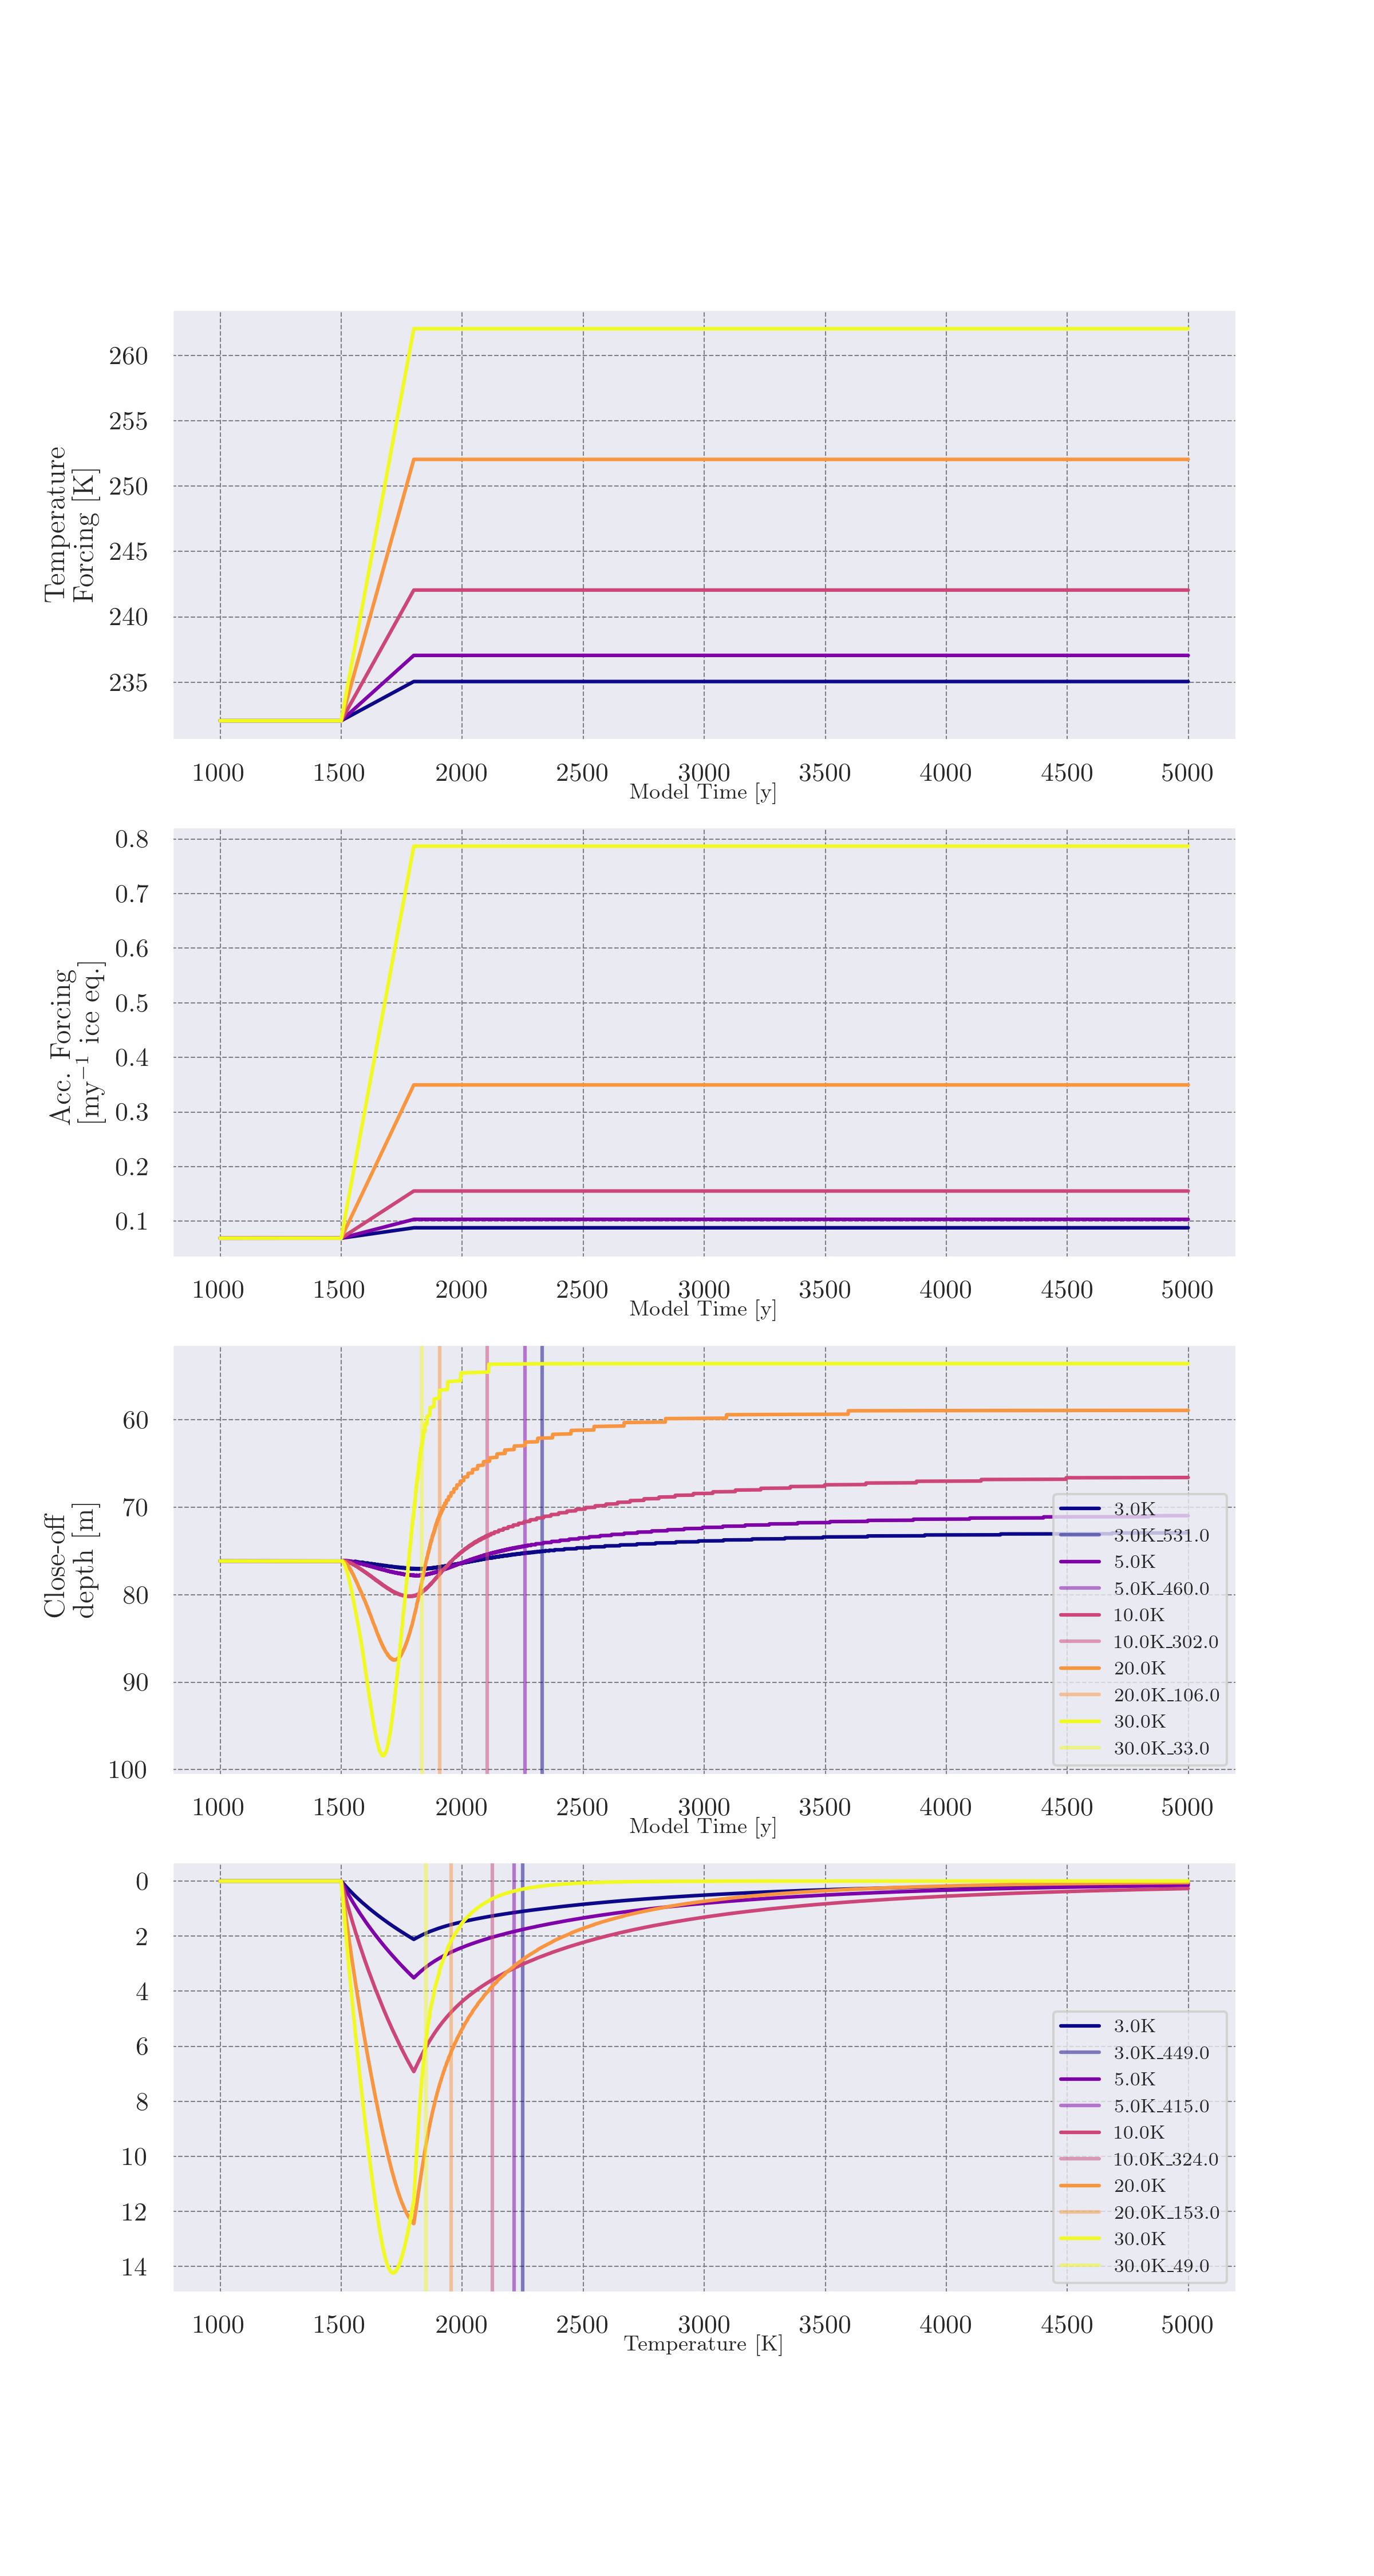 260
255
250
245
240
235
Temperature
Forcing [K]
1000 1500 2000 2500 3000 3500 4000 4500 5000
Model Time [y]
0.8
0.7
0.6
0.5
0.4
0.3
0.2
0.1
Acc. Forcing
[my⁻¹ ice eq.]
1000 1500 2000 2500 3000 3500 4000 4500 5000
Model Time [y]
60
70
80
90
100
Close-off
depth [m]
3.0K
3.0K_531.0
5.0K
5.0K_460.0
10.0K
10.0K_302.0
20.0K
20.0K_106.0
30.0K
30.0K_33.0
1000 1500 2000 2500 3000 3500 4000 4500 5000
Model Time [y]
0
2
4
6
8
10
12
14
3.0K
3.0K_449.0
5.0K
5.0K_415.0
10.0K
10.0K_324.0
20.0K
20.0K_153.0
30.0K
30.0K_49.0
1000 1500 2000 2500 3000 3500 4000 4500 5000
Temperature [K]